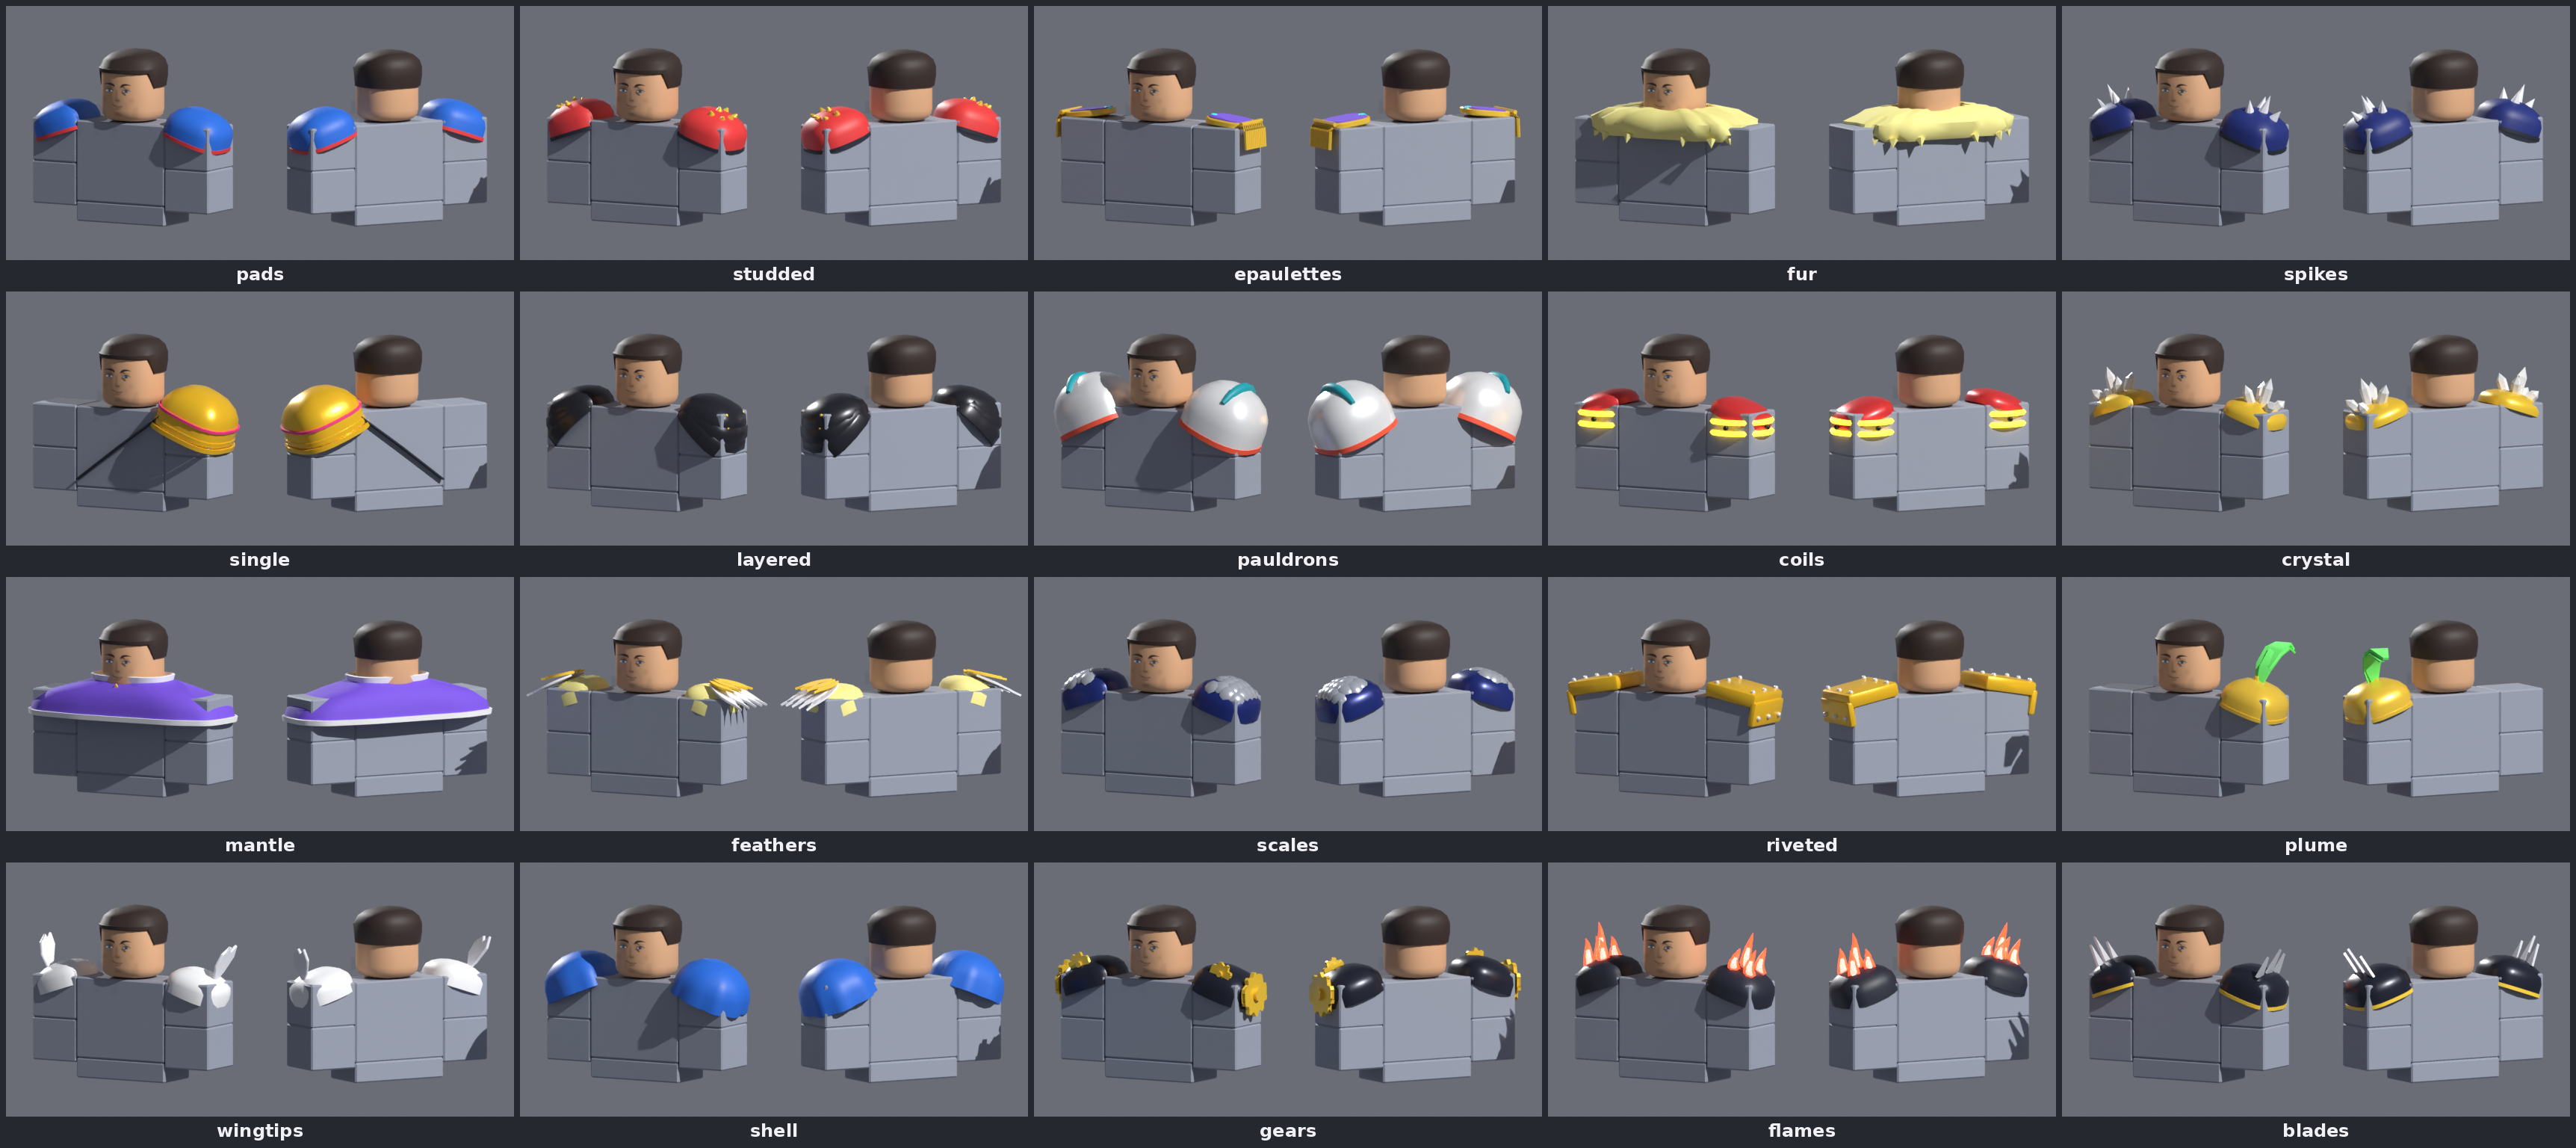 pads
studded
epaulettes
fur
spikes
single
layered
pauldrons
coils
crystal
mantle
feathers
scales
riveted
plume
wingtips
shell
gears
flames
blades